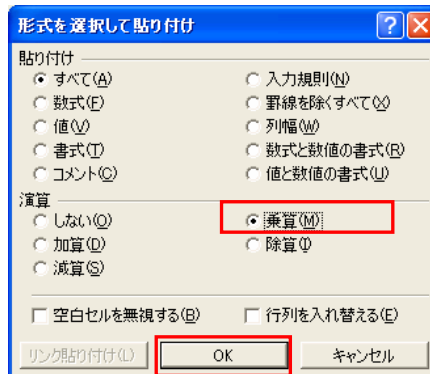 形式を選択して貼り付け
貼り付け
すべて(A) 入力規則(N)
数式(F) 罫線を除くすべて(X)
値(V) 列幅(W)
書式(T) 数式と数値の書式(R)
コメント(C) 値と数値の書式(U)
演算
しない(O) 乗算(M)
加算(D) 除算(I)
減算(S)
空白セルを無視する(B) 行列を入れ替える(E)
リンク貼り付け(L) OK キャンセル